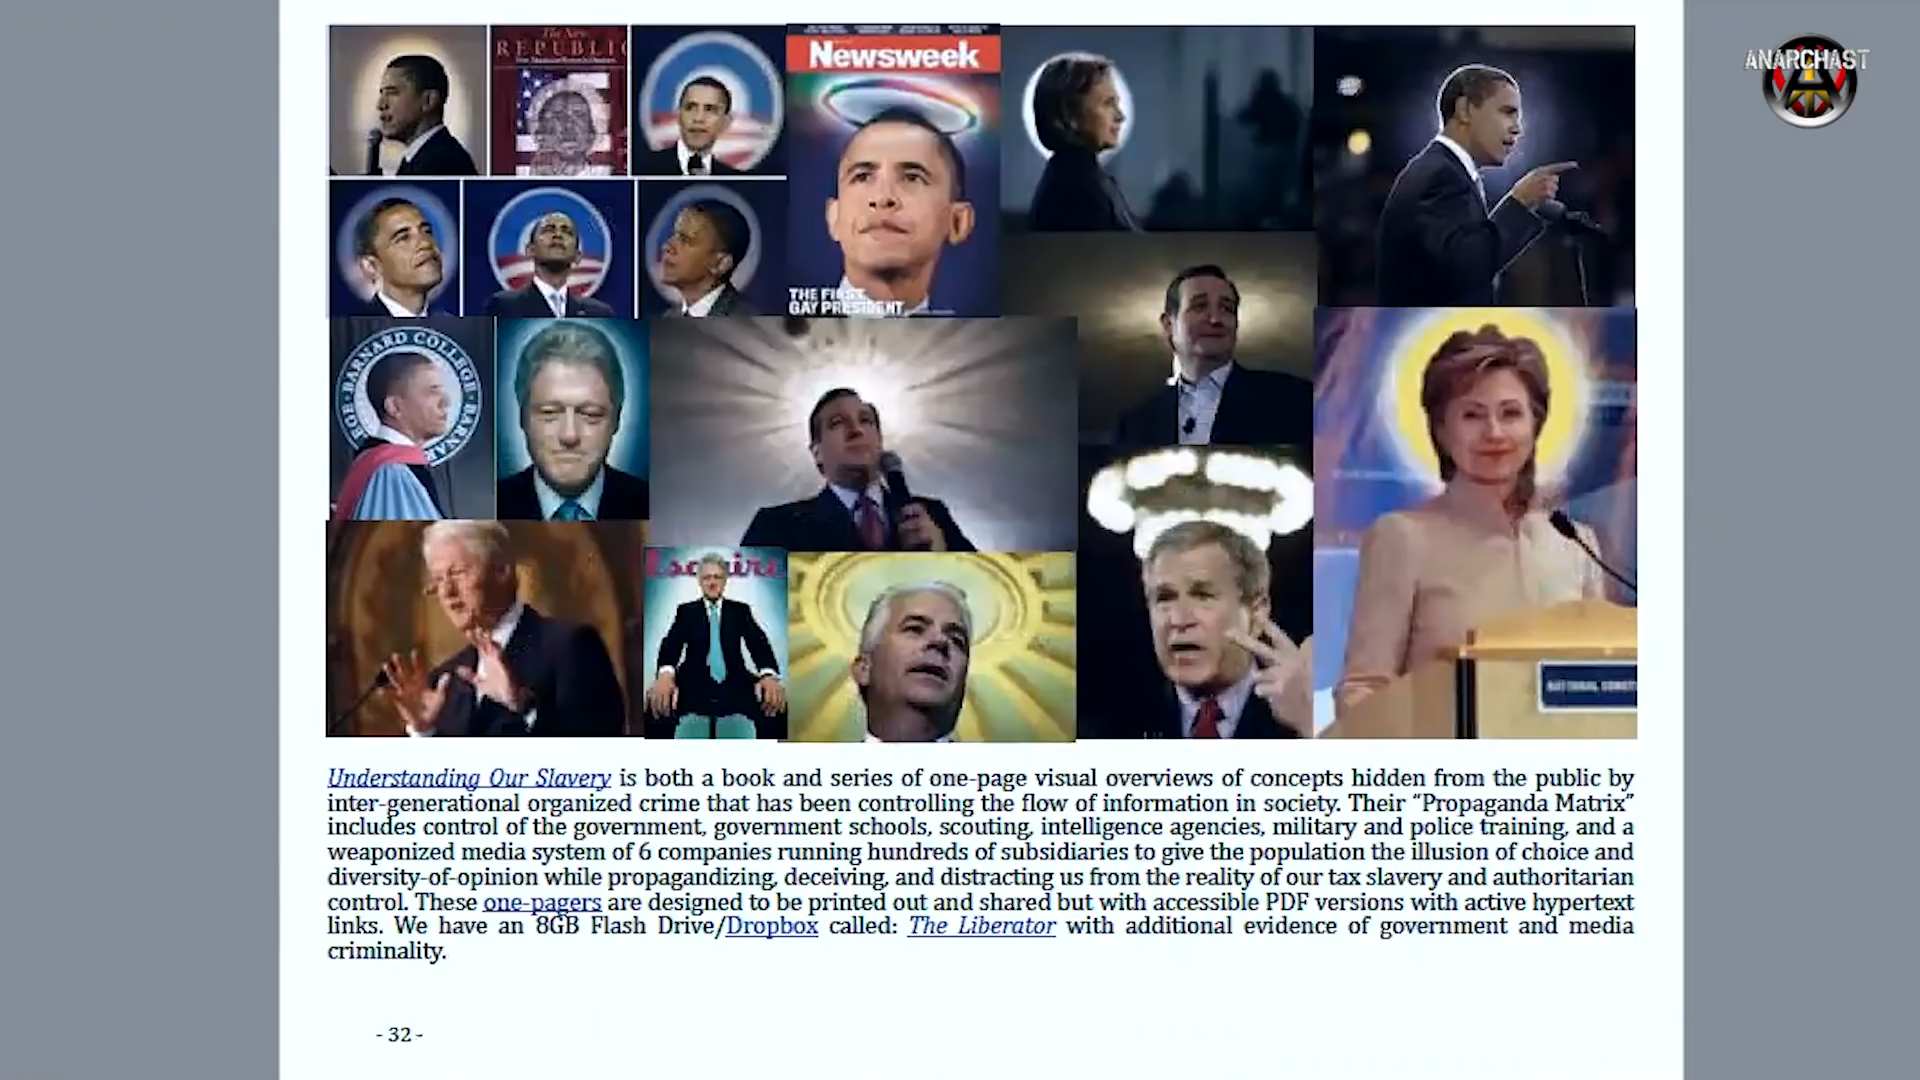 ANARCHAST
The New
REPUBLIC
Newsweek
THE FIRST
GAY PRESIDENT
BARNARD COLLEGE
Esquire
NATIONAL
Understanding Our Slavery is both a book and series of one-page visual overviews of concepts hidden from the public by
inter-generational organized crime that has been controlling the flow of information in society. Their “Propaganda Matrix”
includes control of the government, government schools, scouting, intelligence agencies, military and police training, and a
weaponized media system of 6 companies running hundreds of subsidiaries to give the population the illusion of choice and
diversity-of-opinion while propagandizing, deceiving, and distracting us from the reality of our tax slavery and authoritarian
control. These one-pagers are designed to be printed out and shared but with accessible PDF versions with active hypertext
links. We have an 8GB Flash Drive/Dropbox called: The Liberator with additional evidence of government and media
criminality.
- 32 -